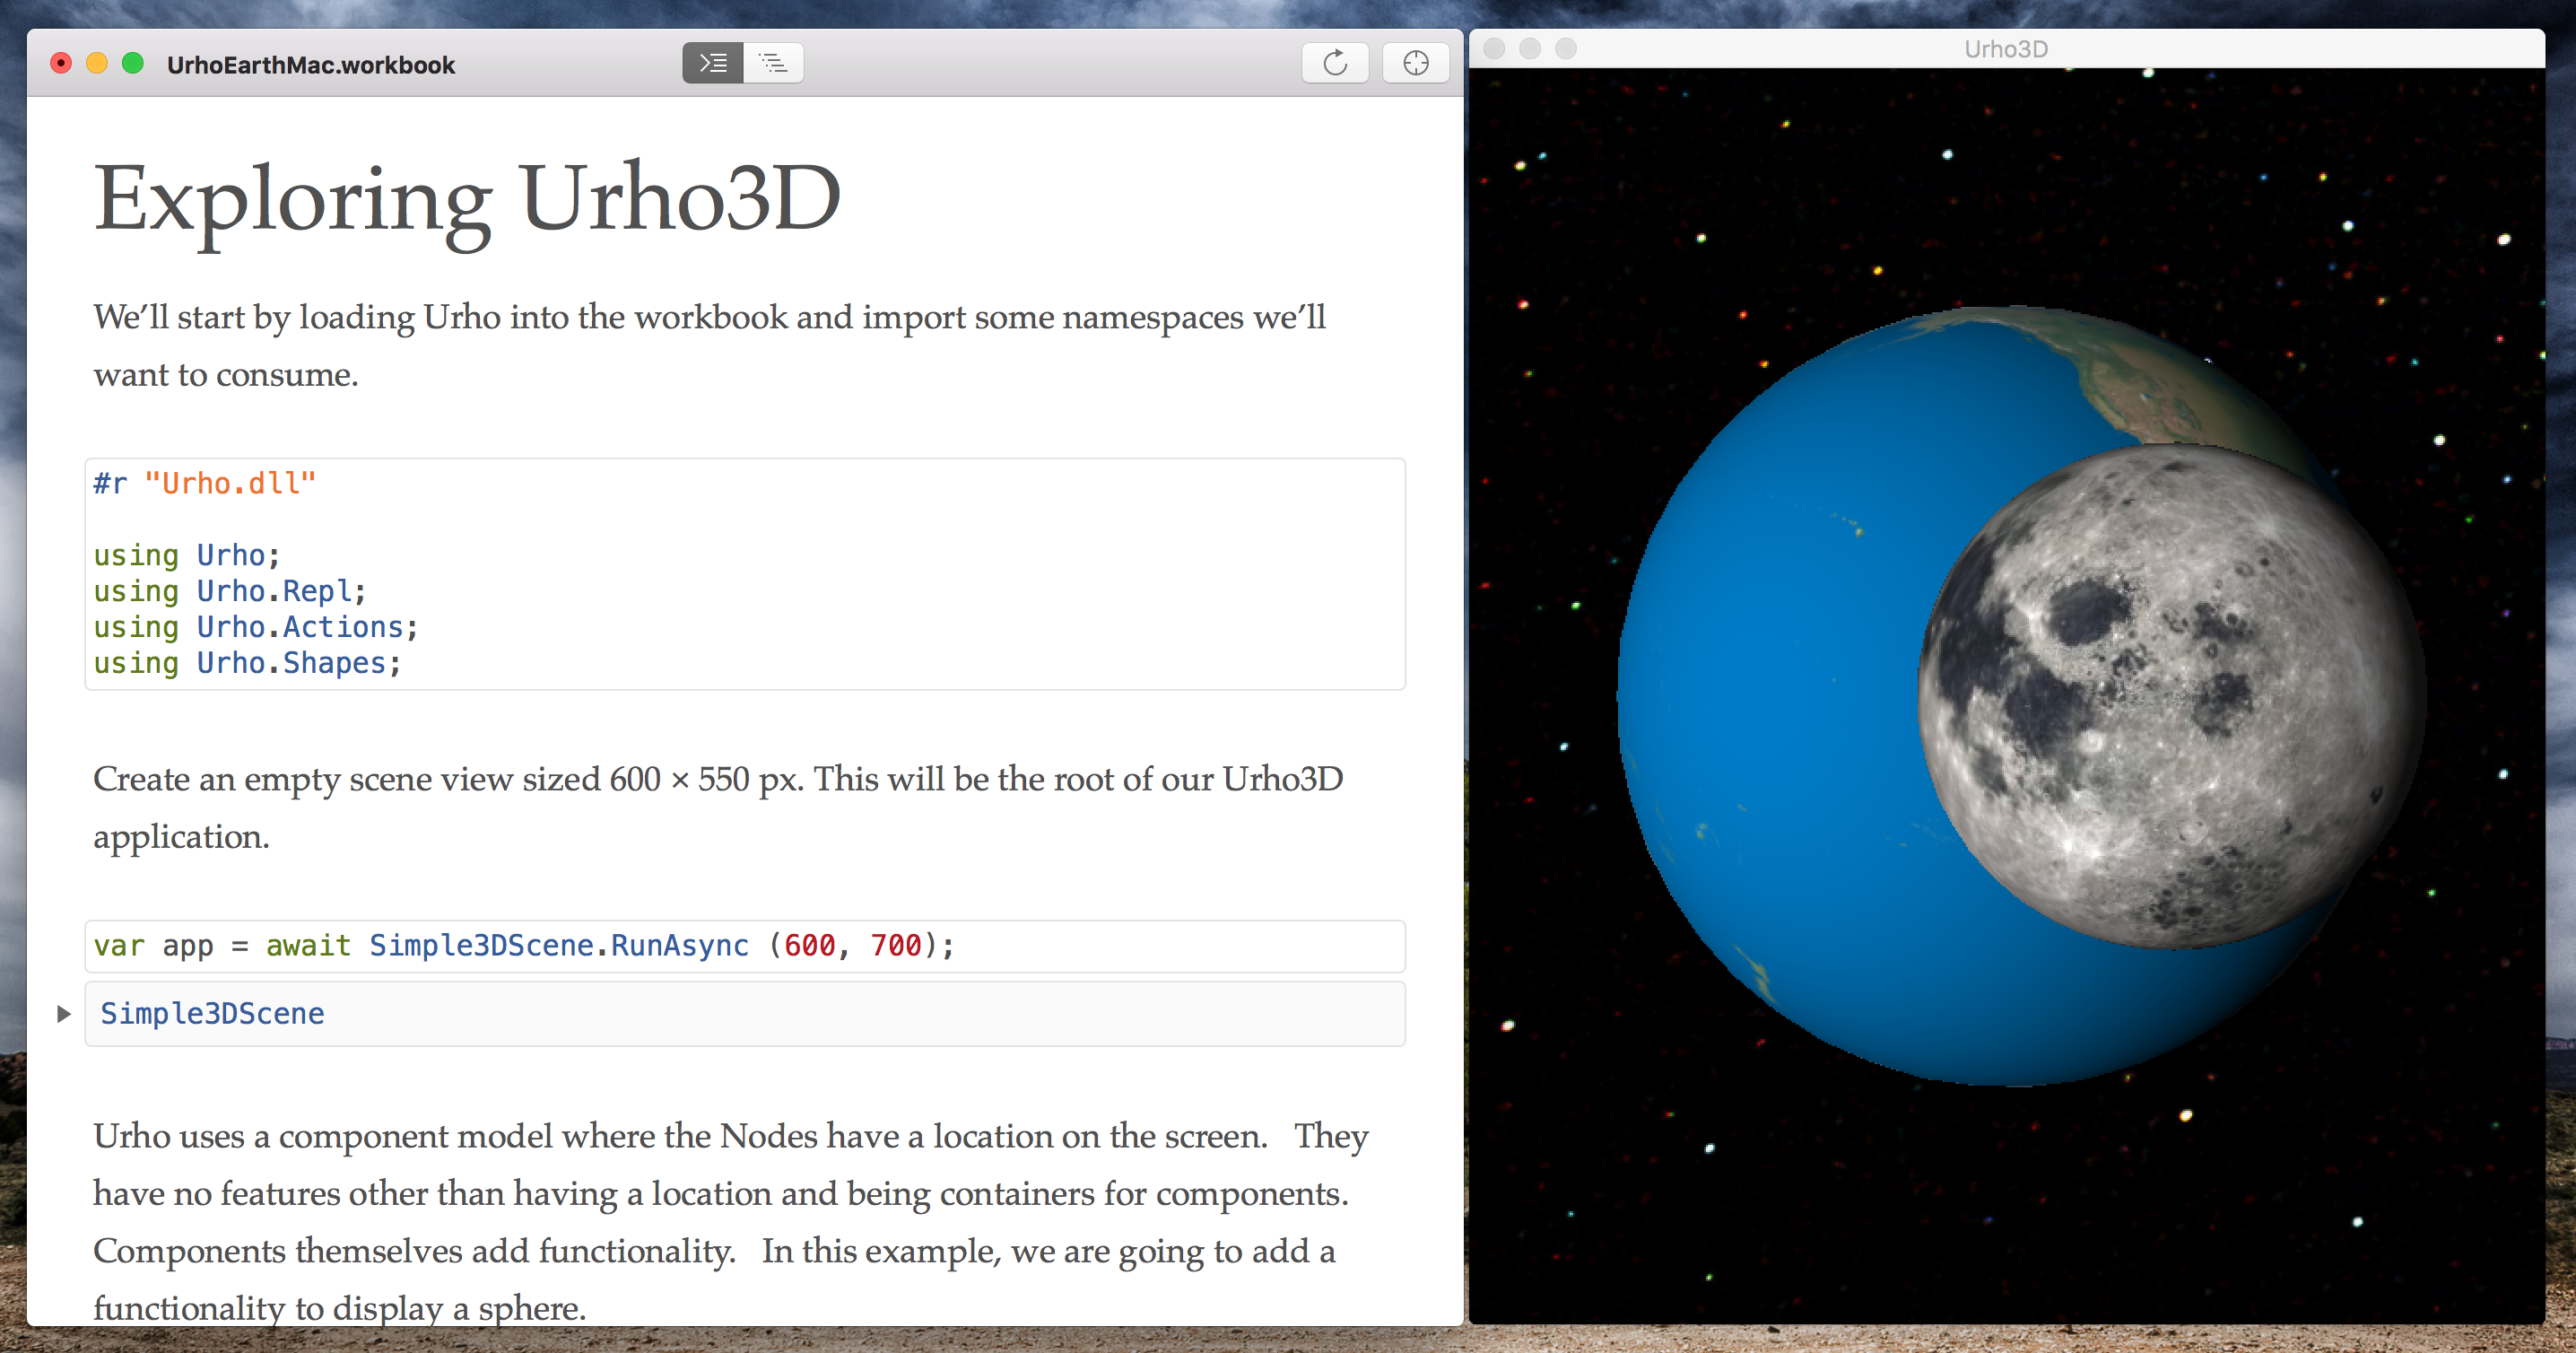 UrhoEarthMac.workbook
Exploring Urho3D
We’ll start by loading Urho into the workbook and import some namespaces we’ll
want to consume.
#r "Urho.dll"
using Urho;
using Urho.Repl;
using Urho.Actions;
using Urho.Shapes;
Create an empty scene view sized 600 × 550 px. This will be the root of our Urho3D
application.
var app = await Simple3DScene.RunAsync (600, 700);
Simple3DScene
Urho uses a component model where the Nodes have a location on the screen.   They
have no features other than having a location and being containers for components.
Components themselves add functionality.   In this example, we are going to add a
functionality to display a sphere.
Urho3D